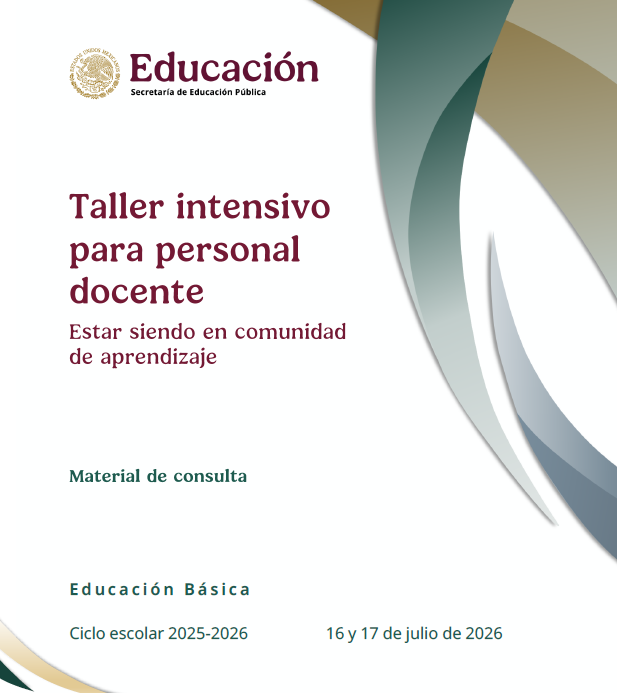 ESTADOS UNIDOS MEXICANOS
Educación
Secretaría de Educación Pública
Taller intensivo
para personal
docente
Estar siendo en comunidad
de aprendizaje
Material de consulta
Educación Básica
Ciclo escolar 2025-2026
16 y 17 de julio de 2026